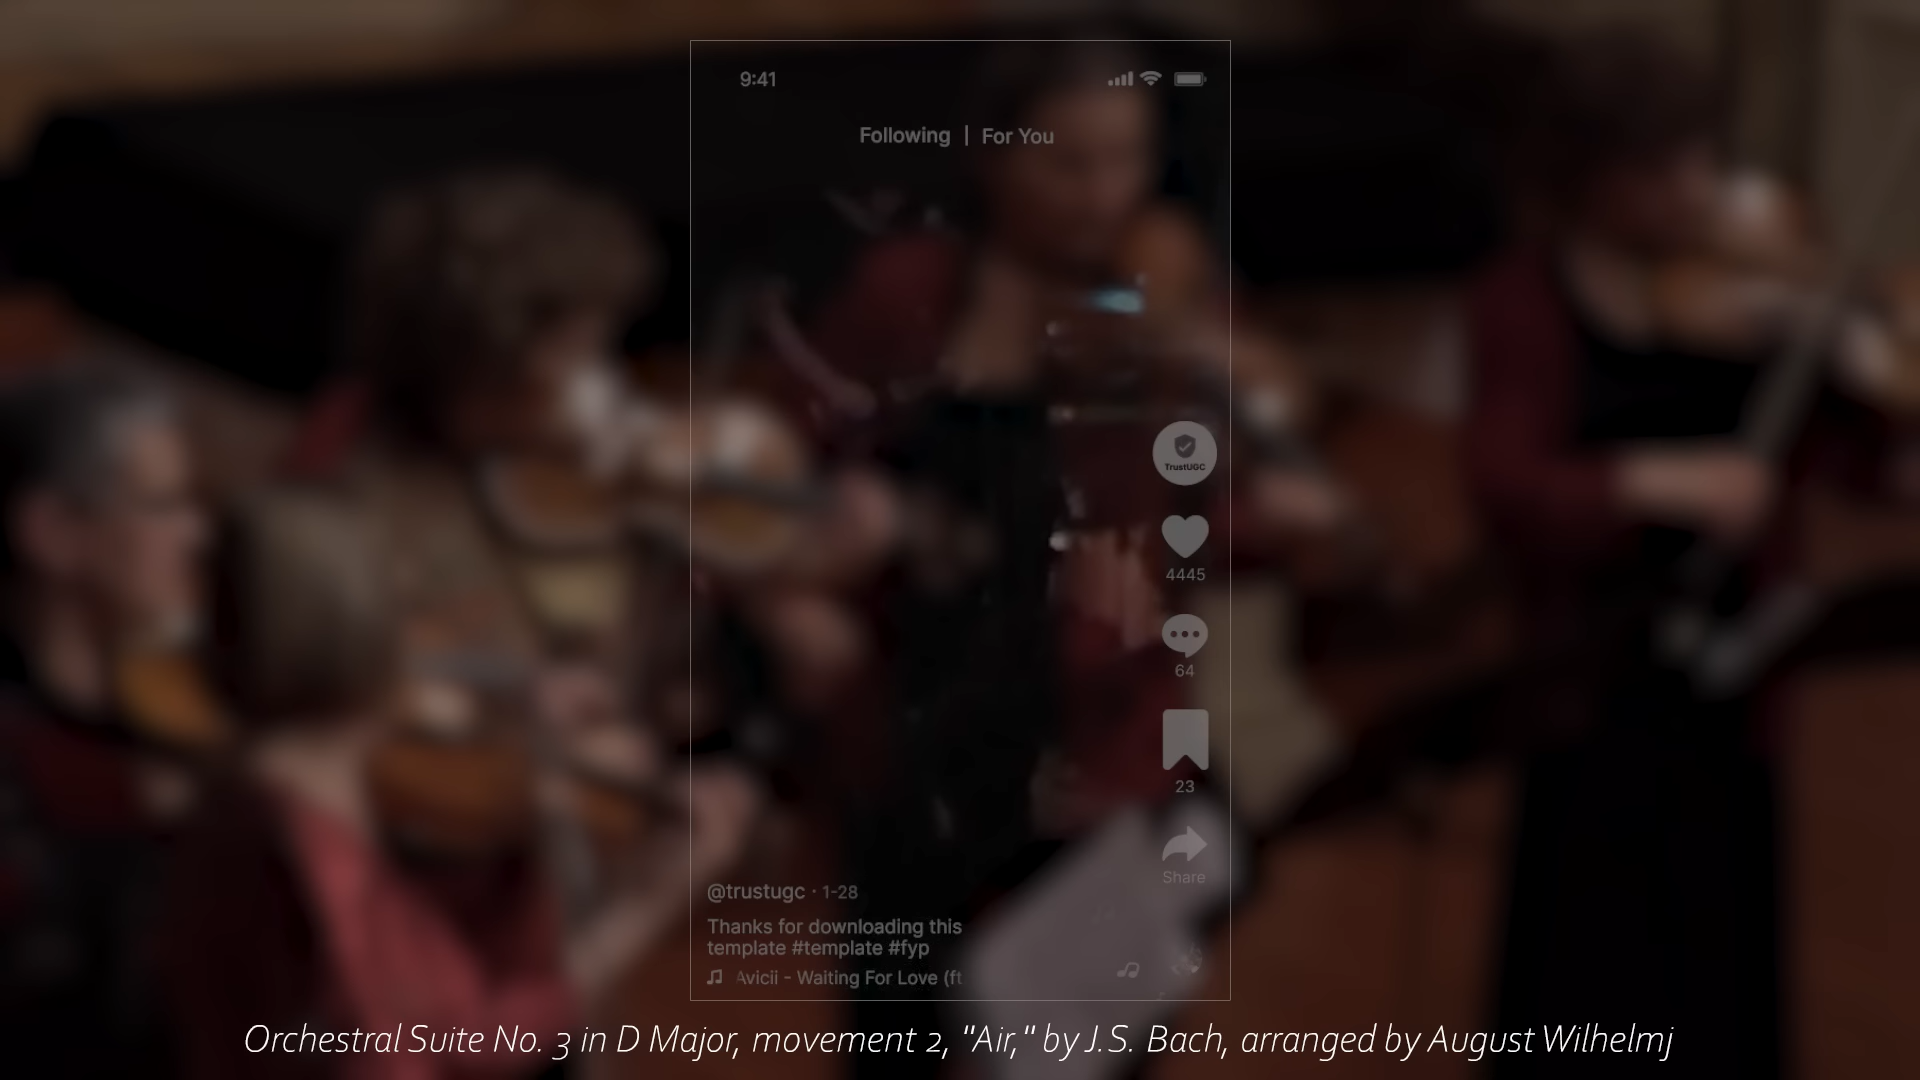 9:41
Following | For You
TrustUGC
4445
64
23
Share
@trustugc · 1-28
Thanks for downloading this
template #template #fyp
Avicii - Waiting For Love (ft
Orchestral Suite No. 3 in D Major, movement 2, "Air," by J.S. Bach, arranged by August Wilhelmj